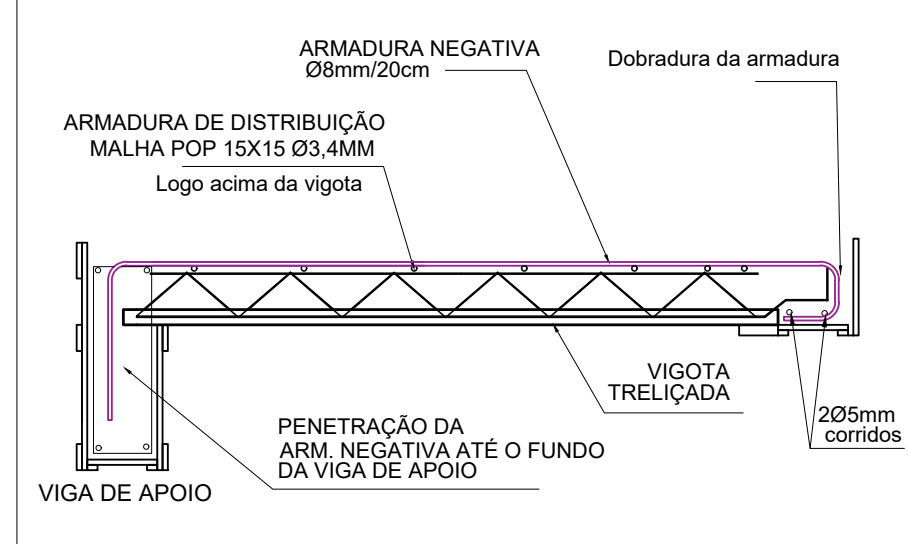 ARMADURA NEGATIVA
Ø8mm/20cm
Dobradura da armadura
ARMADURA DE DISTRIBUIÇÃO
MALHA POP 15X15 Ø3,4MM
Logo acima da vigota
VIGOTA
TRELIÇADA
2Ø5mm
corridos
PENETRAÇÃO DA
ARM. NEGATIVA ATÉ O FUNDO
DA VIGA DE APOIO
VIGA DE APOIO